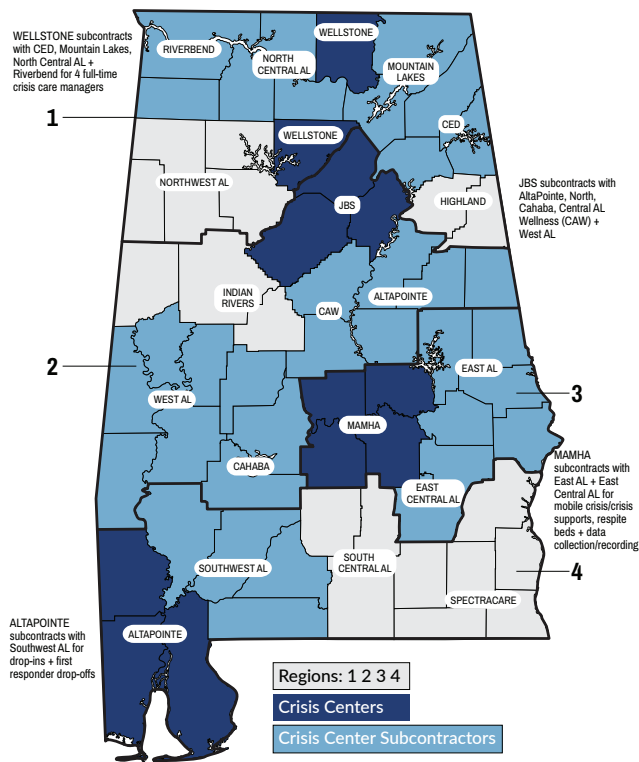 WELLSTONE subcontracts
with CED, Mountain Lakes,
North Central AL +
Riverbend for 4 full-time
crisis care managers
WELLSTONE
RIVERBEND
NORTH
CENTRAL AL
MOUNTAIN
LAKES
1
CED
WELLSTONE
NORTHWEST AL
JBS
HIGHLAND
JBS subcontracts with
AltaPointe, North,
Cahaba, Central AL
Wellness (CAW) +
West AL
INDIAN
RIVERS
CAW
ALTAPOINTE
2
EAST AL
3
WEST AL
MAMHA
CAHABA
EAST
CENTRAL AL
MAMHA
subcontracts with
East AL + East
Central AL for
mobile crisis/crisis
supports, respite
beds + data
collection/recording
SOUTHWEST AL
SOUTH
CENTRAL AL
4
SPECTRACARE
ALTAPOINTE
subcontracts with
Southwest AL for
drop-ins + first
responder drop-offs
ALTAPOINTE
Regions: 1 2 3 4
Crisis Centers
Crisis Center Subcontractors